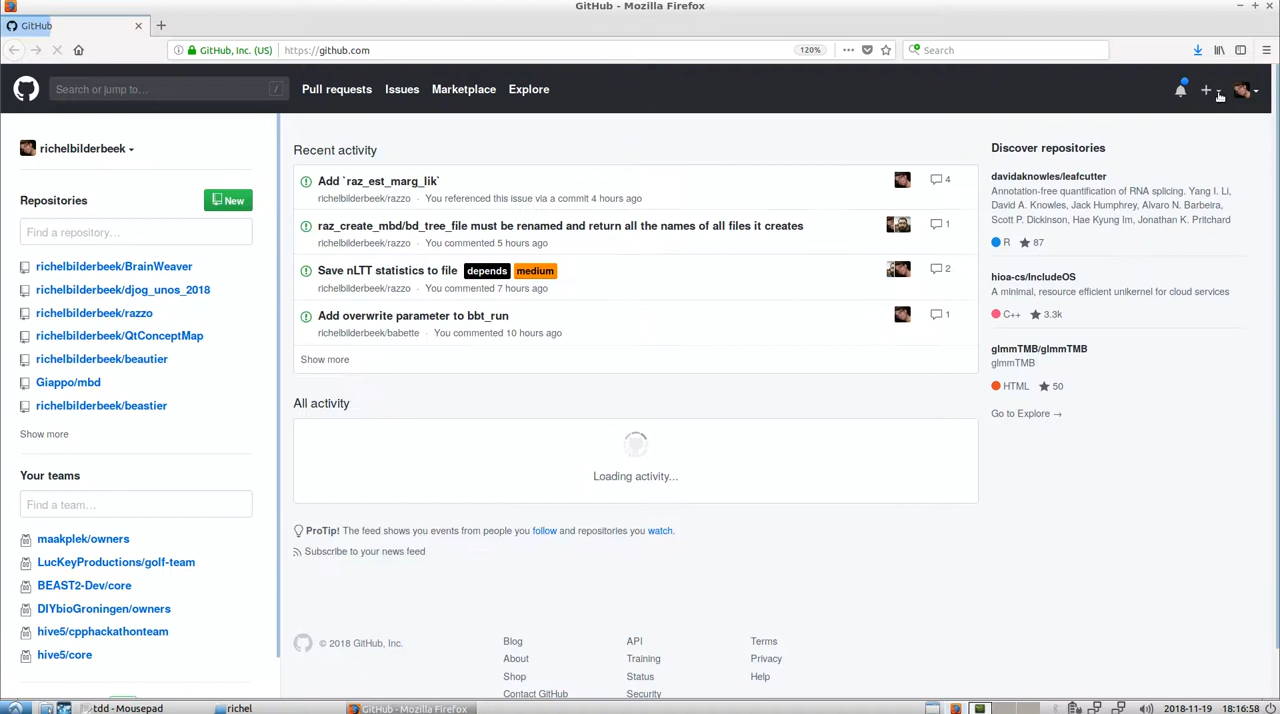 GitHub - Mozilla Firefox
GitHub
GitHub, Inc. (US) https://github.com 120% Search
Search or jump to… / Pull requests Issues Marketplace Explore
richelbilderbeek
Repositories New
Find a repository…
richelbilderbeek/BrainWeaver
richelbilderbeek/djog_unos_2018
richelbilderbeek/razzo
richelbilderbeek/QtConceptMap
richelbilderbeek/beautier
Giappo/mbd
richelbilderbeek/beastier
Show more
Your teams
Find a team…
maakplek/owners
LucKeyProductions/golf-team
BEAST2-Dev/core
DIYbioGroningen/owners
hive5/cpphackathonteam
hive5/core
Recent activity
Add `raz_est_marg_lik` 4
richelbilderbeek/razzo · You referenced this issue via a commit 4 hours ago
raz_create_mbd/bd_tree_file must be renamed and return all the names of all files it creates 1
richelbilderbeek/razzo · You commented 5 hours ago
Save nLTT statistics to file depends medium 2
richelbilderbeek/razzo · You commented 7 hours ago
Add overwrite parameter to bbt_run 1
richelbilderbeek/babette · You commented 10 hours ago
Show more
All activity
Loading activity...
ProTip! The feed shows you events from people you follow and repositories you watch.
Subscribe to your news feed
© 2018 GitHub, Inc.
Blog
About
Shop
Contact GitHub
API
Training
Status
Security
Terms
Privacy
Help
Discover repositories
davidaknowles/leafcutter
Annotation-free quantification of RNA splicing. Yang I. Li,
David A. Knowles, Jack Humphrey, Alvaro N. Barbeira,
Scott P. Dickinson, Hae Kyung Im, Jonathan K. Pritchard
R 87
hioa-cs/IncludeOS
A minimal, resource efficient unikernel for cloud services
C++ 3.3k
glmmTMB/glmmTMB
glmmTMB
HTML 50
Go to Explore →
tdd - Mousepad richel GitHub - Mozilla Firefox 2018-11-19 18:16:58